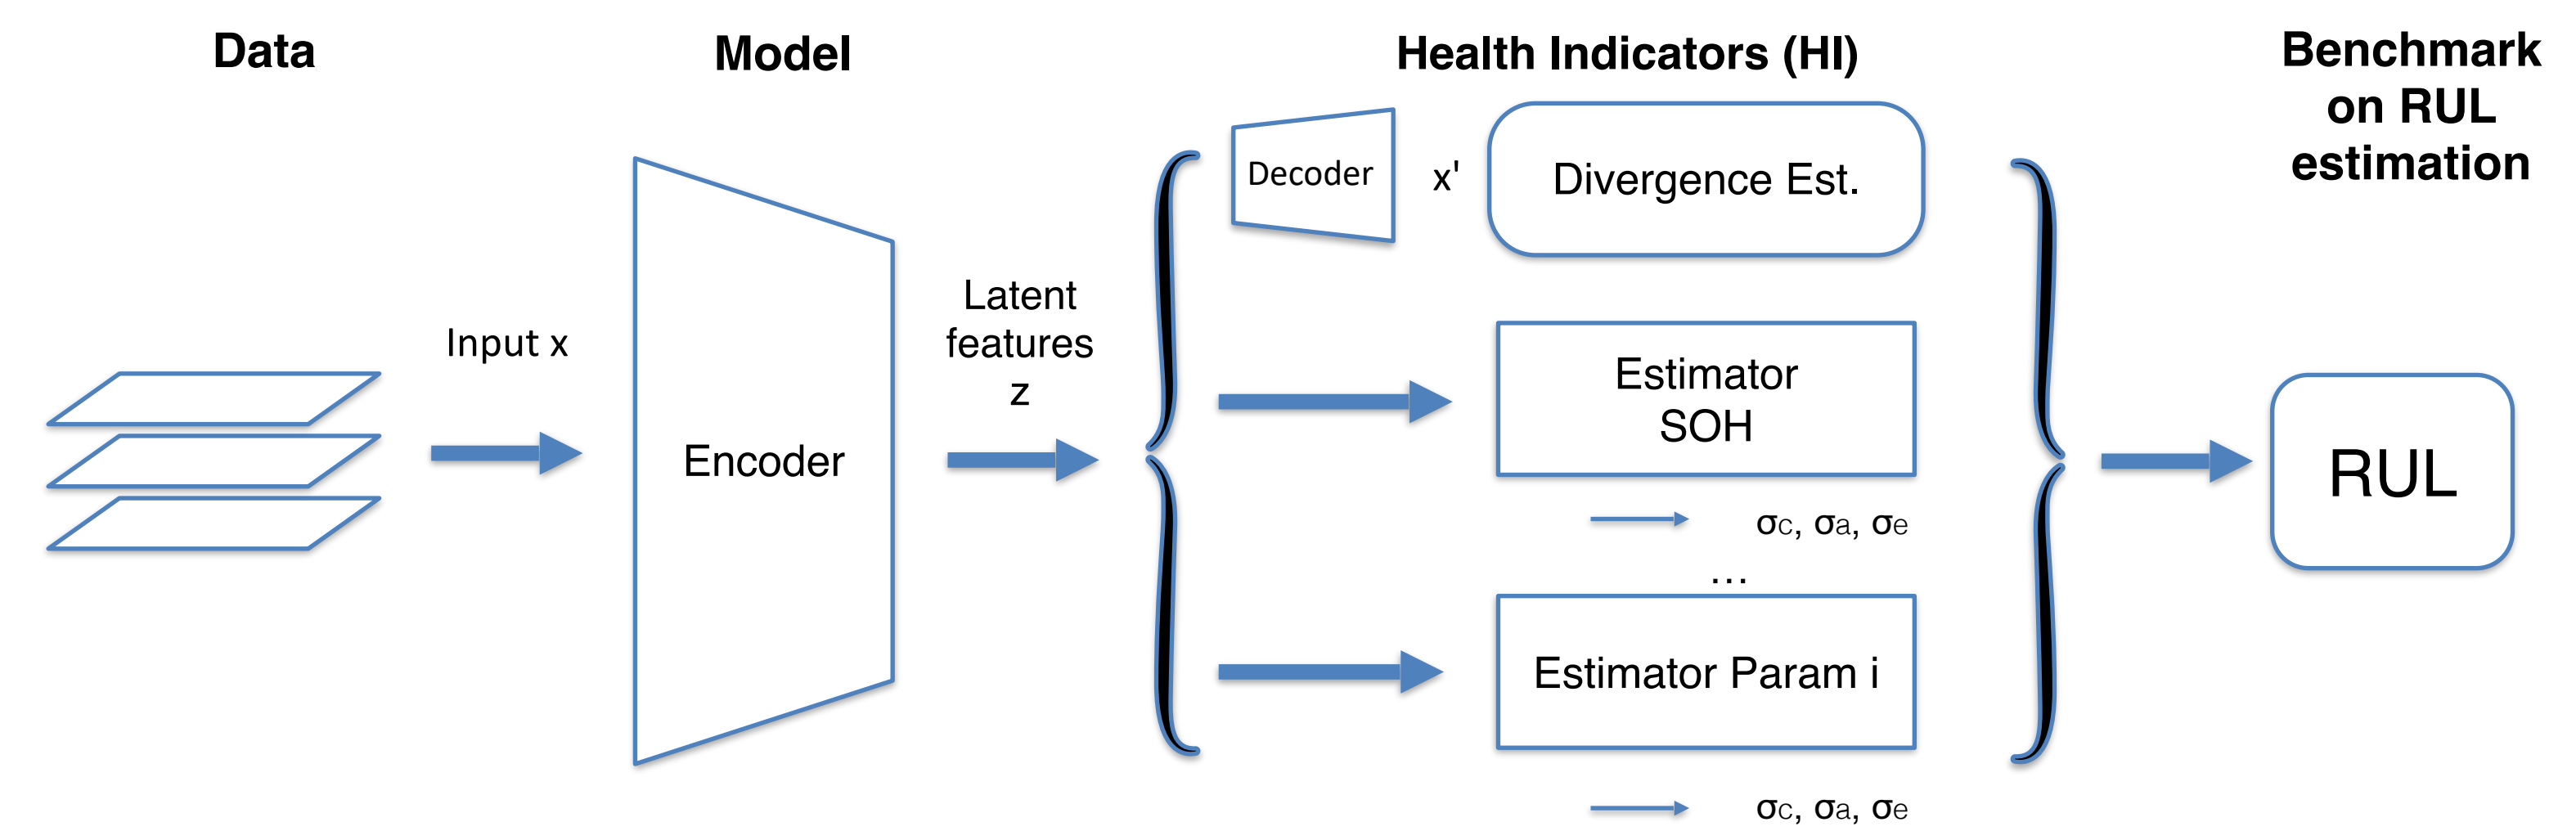 Data
Model
Health Indicators (HI)
Benchmark
on RUL
estimation
Input x
Encoder
Latent
features
z
Decoder
x'
Divergence Est.
Estimator
SOH
σc, σa, σe
...
Estimator Param i
σc, σa, σe
RUL